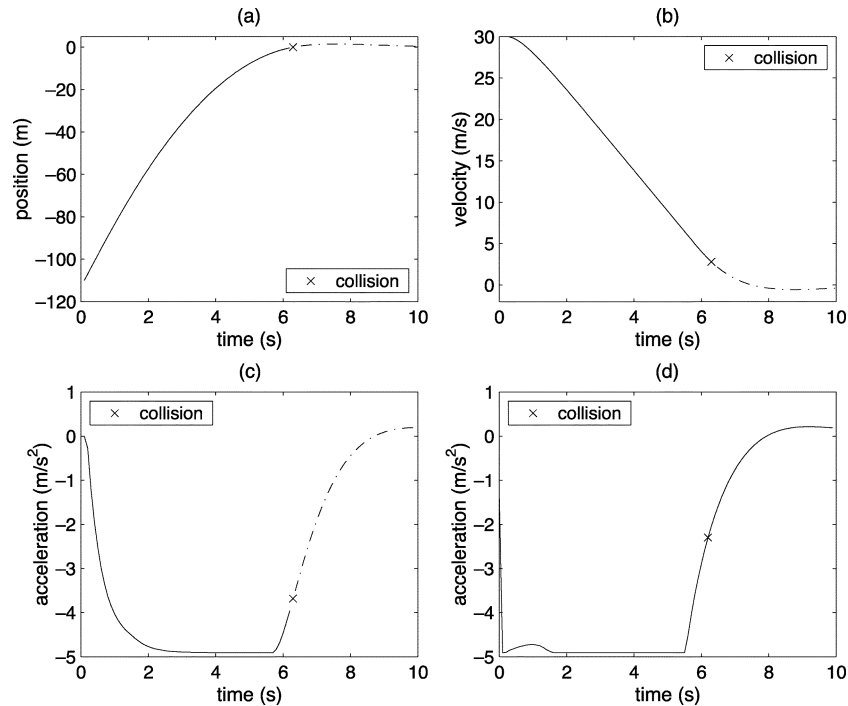 (a)
0
−20
−40
−60
−80
−100
−120
position (m)
× collision
0 2 4 6 8 10
time (s)
(b)
30
25
20
15
10
5
0
velocity (m/s)
× collision
0 2 4 6 8 10
time (s)
(c)
1
0
−1
−2
−3
−4
−5
acceleration (m/s²)
× collision
0 2 4 6 8 10
time (s)
(d)
1
0
−1
−2
−3
−4
−5
acceleration (m/s²)
× collision
0 2 4 6 8 10
time (s)